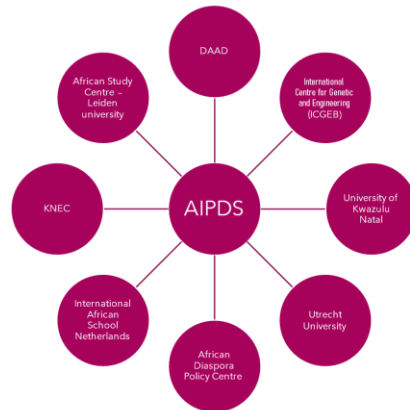 DAAD
African Study
Centre –
Leiden
university
International
Centre for Genetic
and Engineering
(ICGEB)
KNEC
AIPDS
University of
Kwazulu
Natal
International
African
School
Netherlands
Utrecht
University
African
Diaspora
Policy Centre